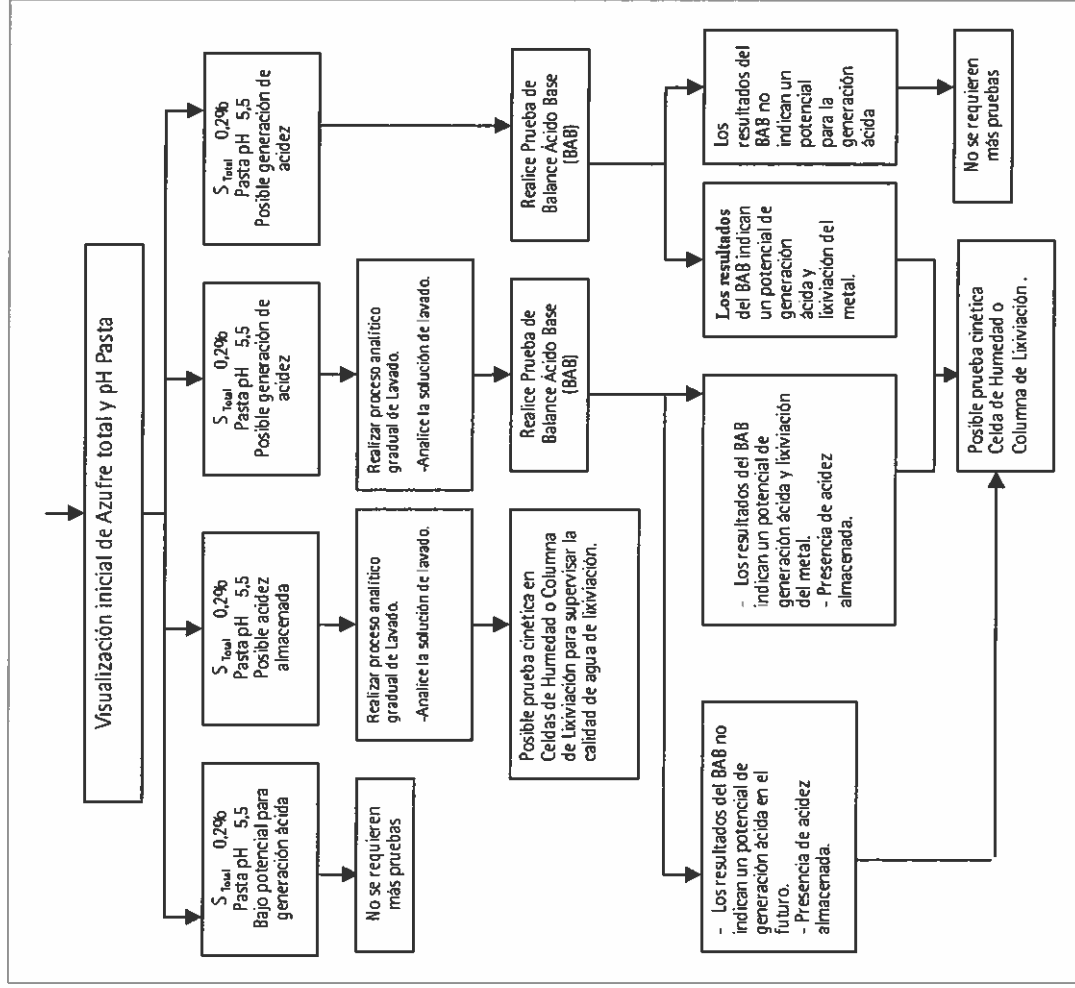 Visualización inicial de Azufre total y pH Pasta
S Total 0,2%
Pasta pH 5,5
Bajo potencial para
generación ácida
No se requieren
más pruebas
S Total 0,2%
Pasta pH 5,5
Posible acidez
almacenada
Realizar proceso analítico
gradual de Lavado.
-Analice la solución de lavado.
Posible prueba cinética en
Celdas de Humedad o Columna
de Lixiviación para supervisar la
calidad de agua de lixiviación.
S Total 0,2%
Pasta pH 5,5
Posible generación de
acidez
Realizar proceso analítico
gradual de Lavado.
-Analice la solución de lavado.
Realice Prueba de
Balance Acido Base
(BAB)
- Los resultados del BAB no
indican un potencial de
generación ácida en el
futuro.
- Presencia de acidez
almacenada.
- Los resultados del BAB
indican un potencial de
generación ácida y lixiviación
del metal.
- Presencia de acidez
almacenada.
S Total 0,2%
Pasta pH 5,5
Posible generación de
acidez
Realice Prueba de
Balance Acido Base
(BAB)
Los resultados
del BAB indican
un potencial de
generación
ácida y
lixiviación del
metal.
Los
resultados del
BAB no
indican un
potencial
para la
generación
ácida
No se requieren
más pruebas
Posible prueba cinética
Celda de Humedad o
Columna de Lixiviación.